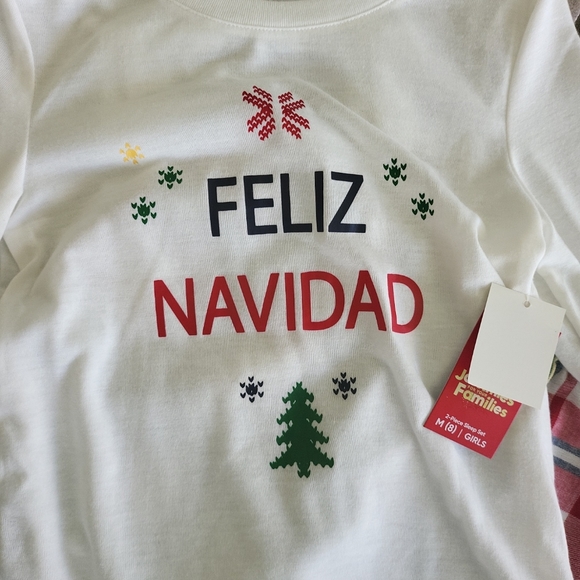 FELIZ
NAVIDAD
Families
2-Piece Sleep Set
M (8) | GIRLS